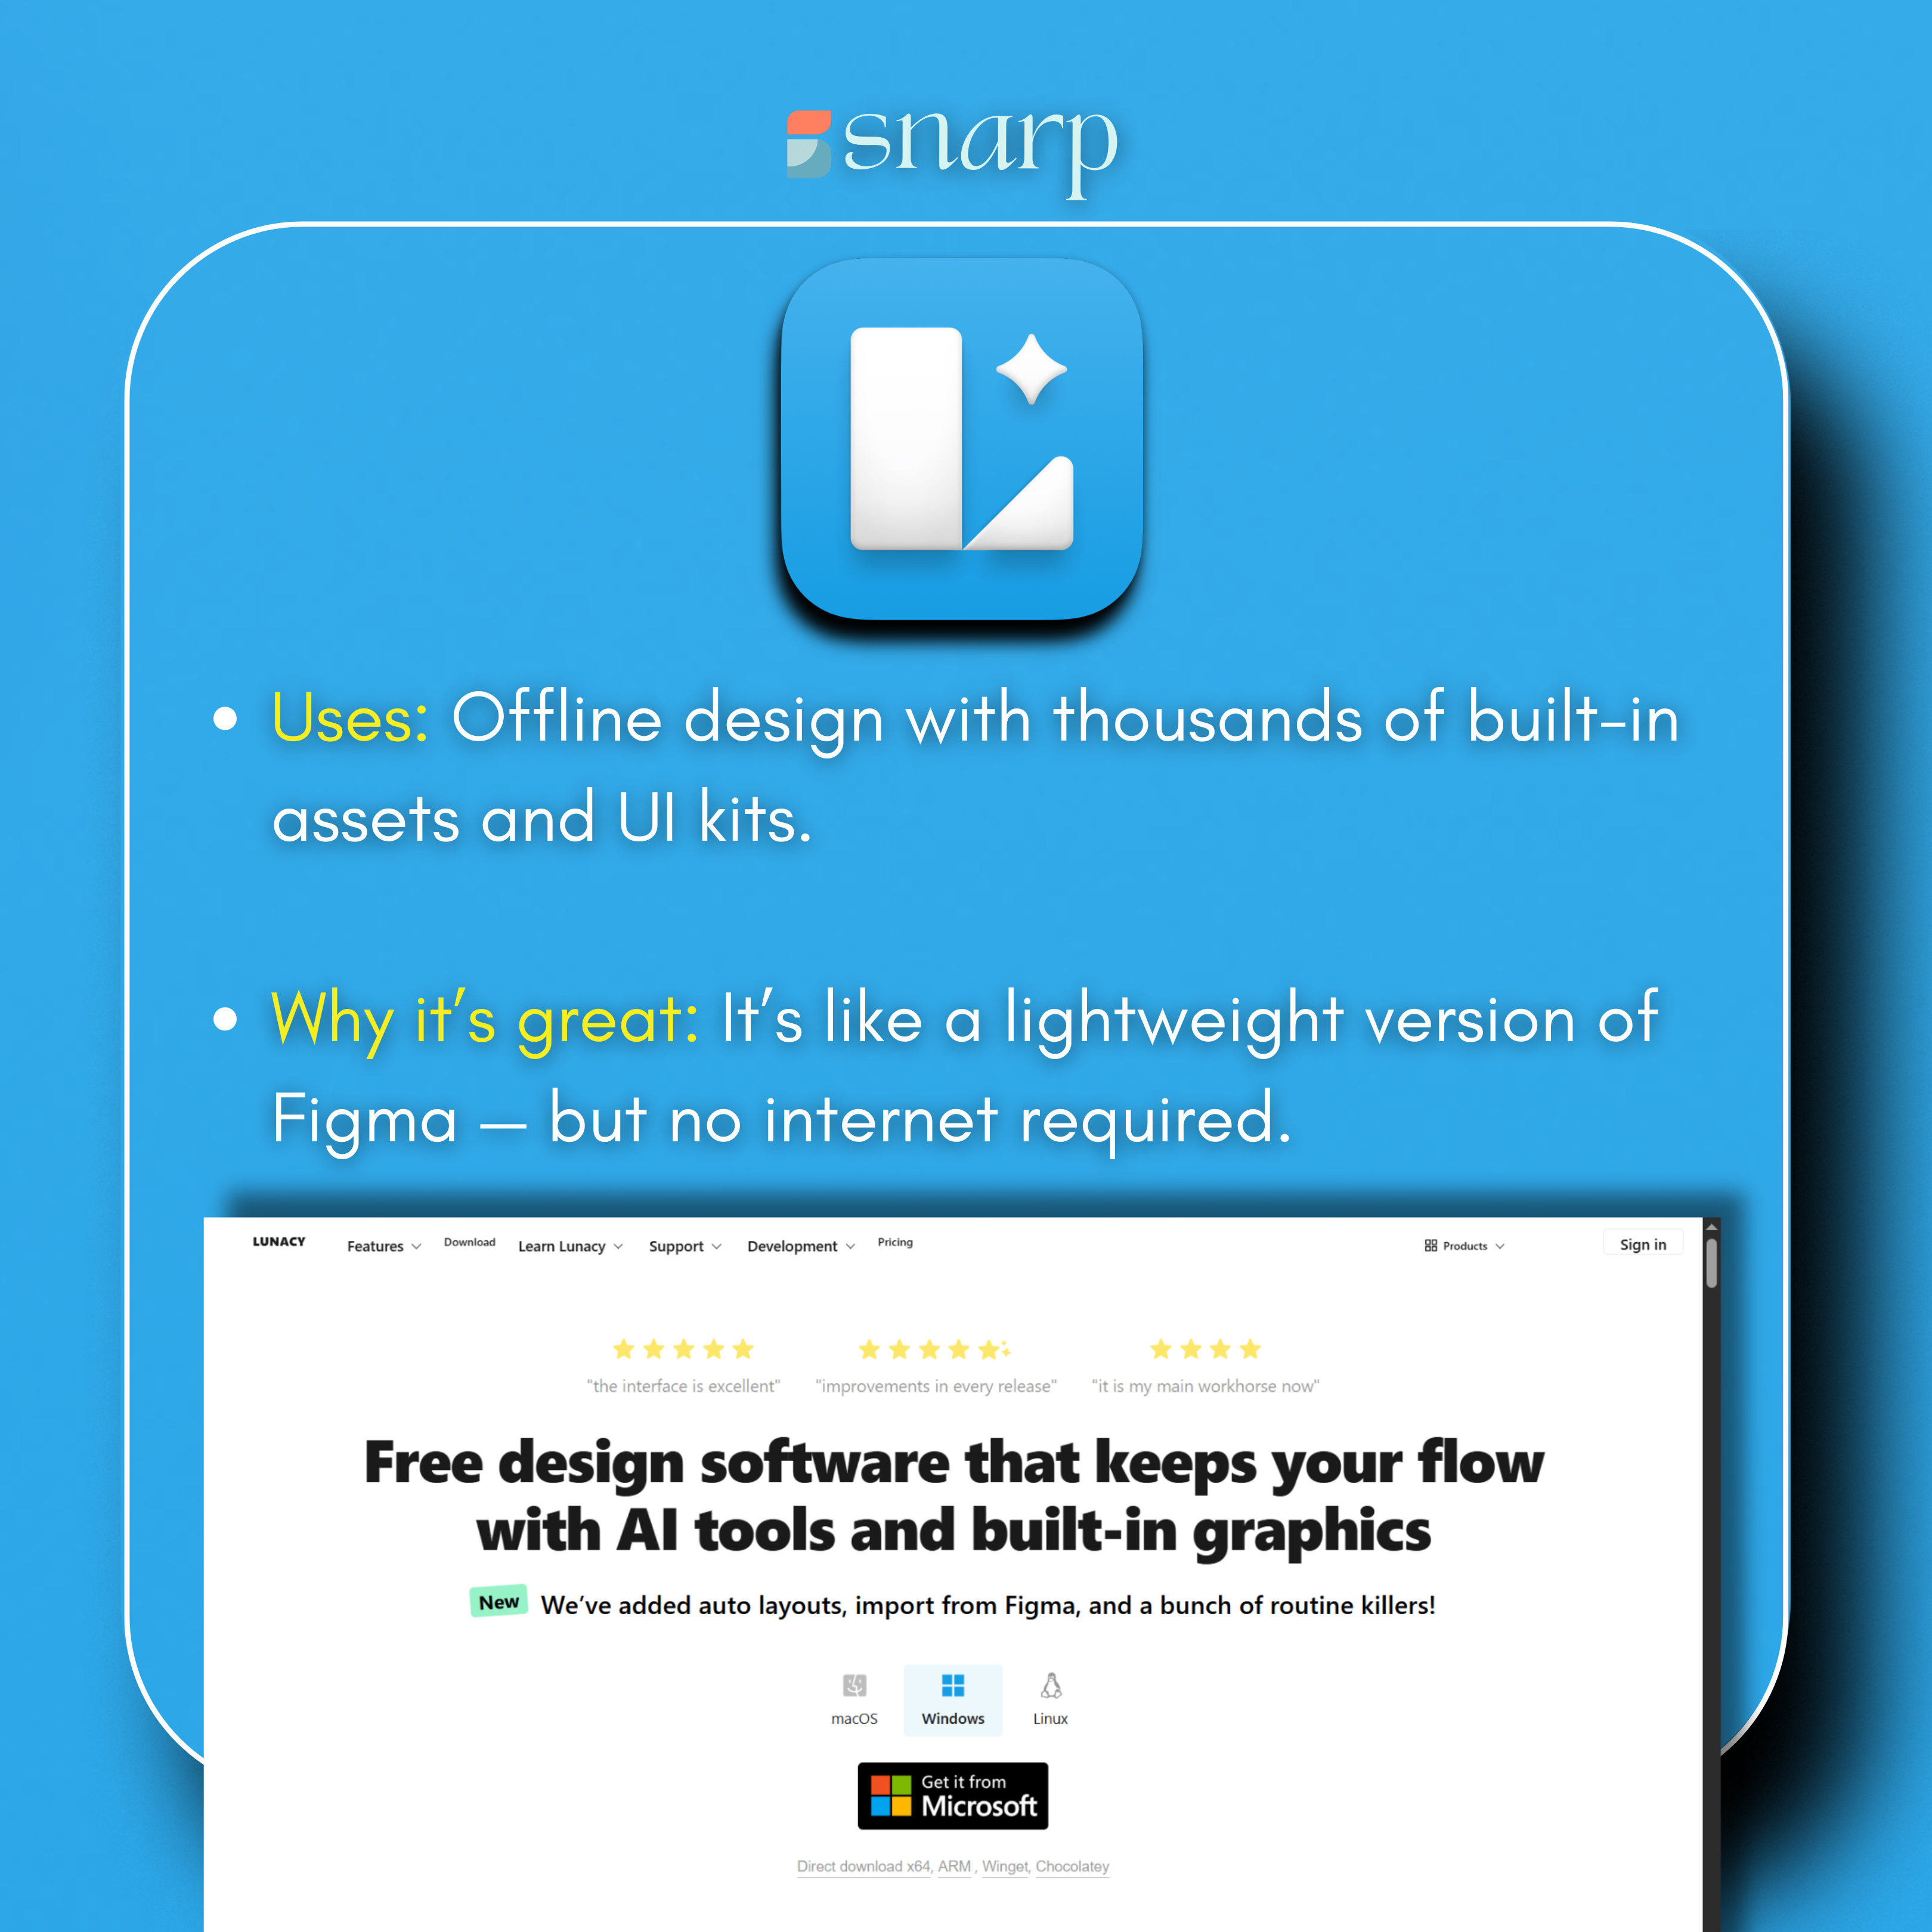 snarp
• Uses: Offline design with thousands of built-in
assets and UI kits.
• Why it's great: It's like a lightweight version of
Figma — but no internet required.
LUNACY Features Download Learn Lunacy Support Development Pricing Products Sign in
"the interface is excellent" "improvements in every release" "it is my main workhorse now"
Free design software that keeps your flow
with AI tools and built-in graphics
New We've added auto layouts, import from Figma, and a bunch of routine killers!
macOS Windows Linux
Get it from
Microsoft
Direct download x64, ARM , Winget, Chocolatey